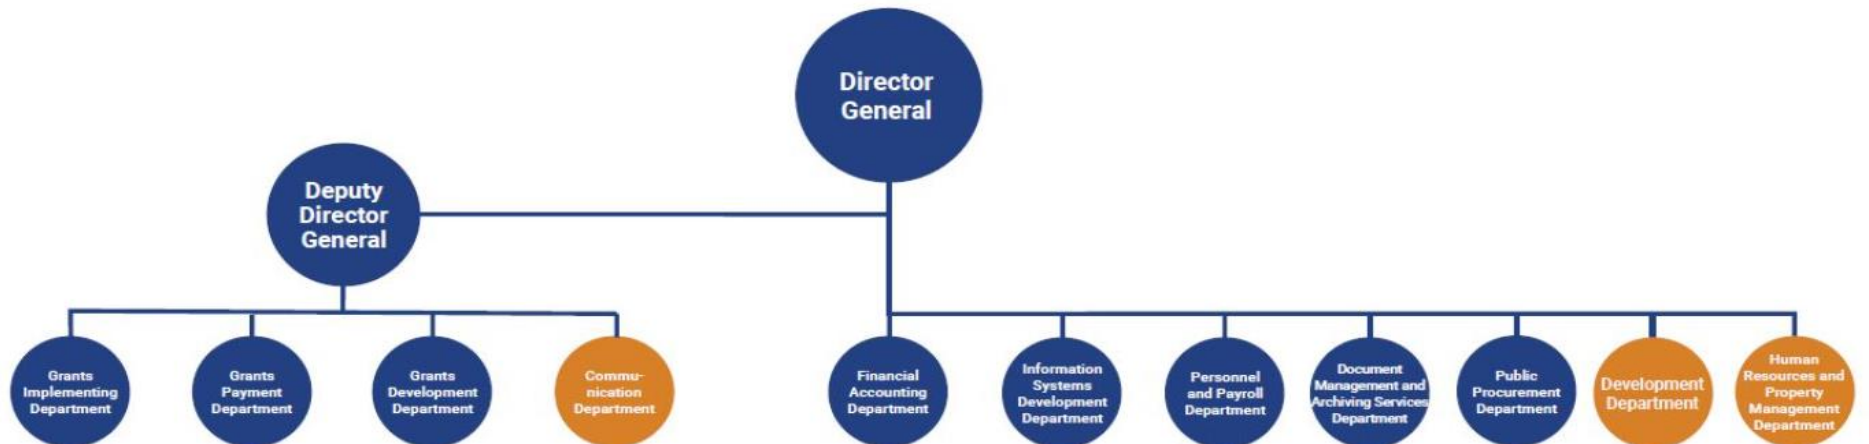 Director
General
Deputy
Director
General
Grants
Implementing
Department
Grants
Payment
Department
Grants
Development
Department
Commu-
nication
Department
Financial
Accounting
Department
Information
Systems
Development
Department
Personnel
and Payroll
Department
Document
Management and
Archiving Services
Department
Public
Procurement
Department
Development
Department
Human
Resources and
Property
Management
Department